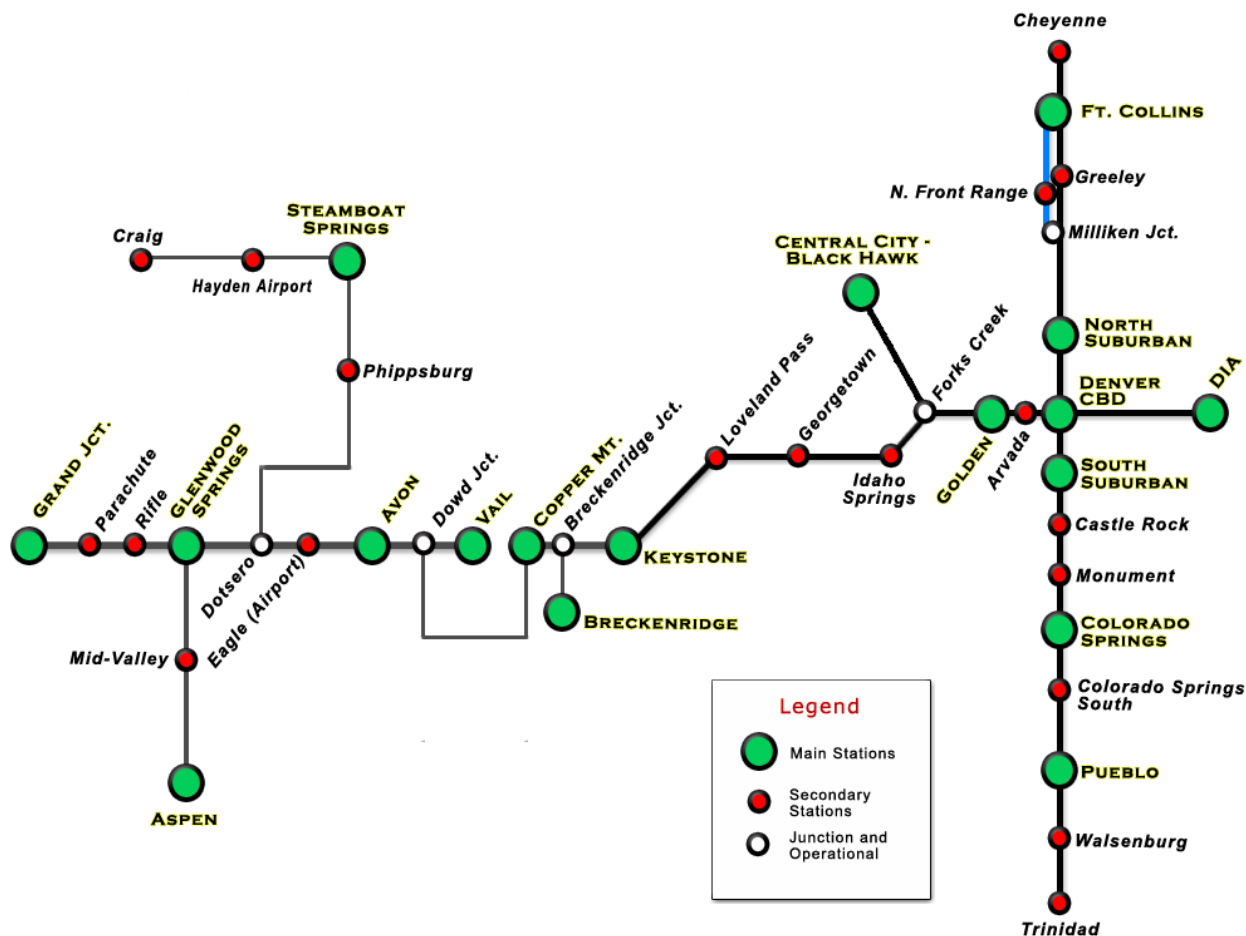 Cheyenne
FT. COLLINS
Greeley
N. Front Range
Milliken Jct.
STEAMBOAT
SPRINGS
Craig
Hayden Airport
CENTRAL CITY -
BLACK HAWK
NORTH
SUBURBAN
Phippsburg
Loveland Pass
Georgetown
Forks Creek
DENVER
CBD
DIA
GRAND JCT.
Parachute
Rifle
GLENWOOD
SPRINGS
AVON
Dowd Jct.
VAIL
COPPER MT.
Breckenridge Jct.
Idaho
Springs
GOLDEN
Arvada
SOUTH
SUBURBAN
Castle Rock
KEYSTONE
Dotsero
Eagle (Airport)
Monument
BRECKENRIDGE
COLORADO
SPRINGS
Mid-Valley
Colorado Springs
South
ASPEN
Legend
Main Stations
Secondary
Stations
Junction and
Operational
PUEBLO
Walsenburg
Trinidad